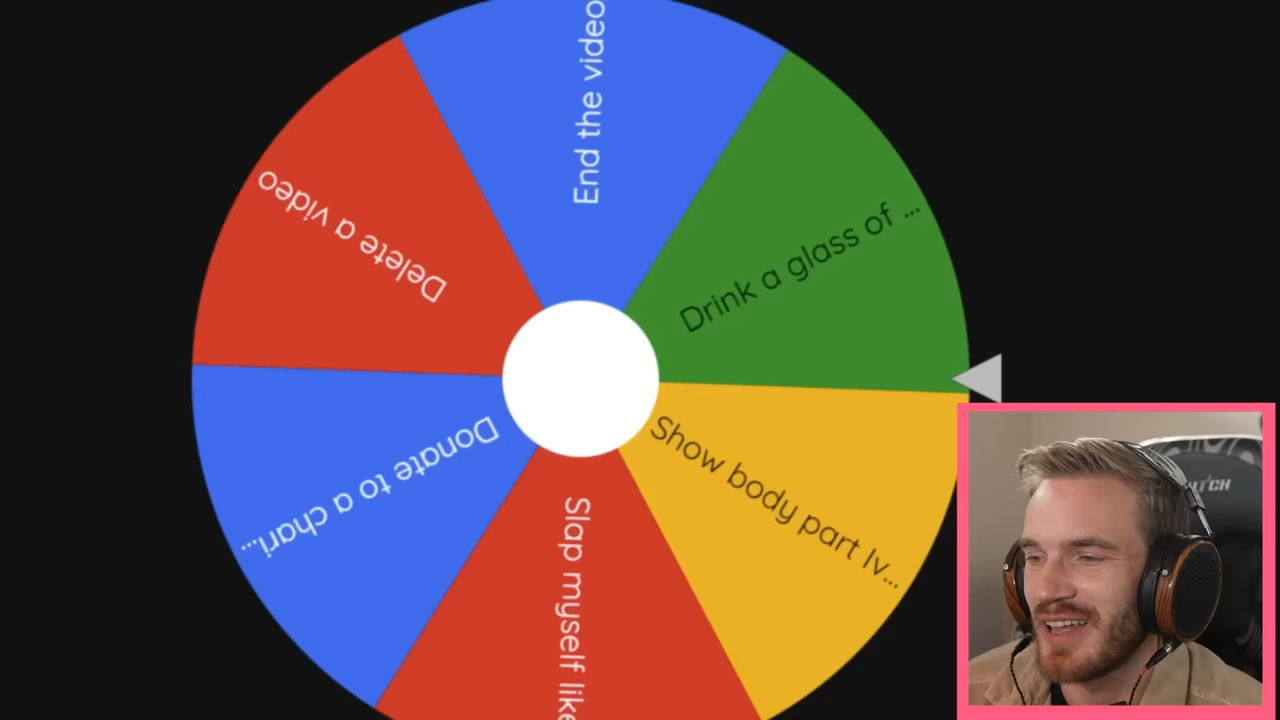 End the video
Drink a glass of ...
Show body part lv...
Slap myself like
Donate to a chari...
Delete a video